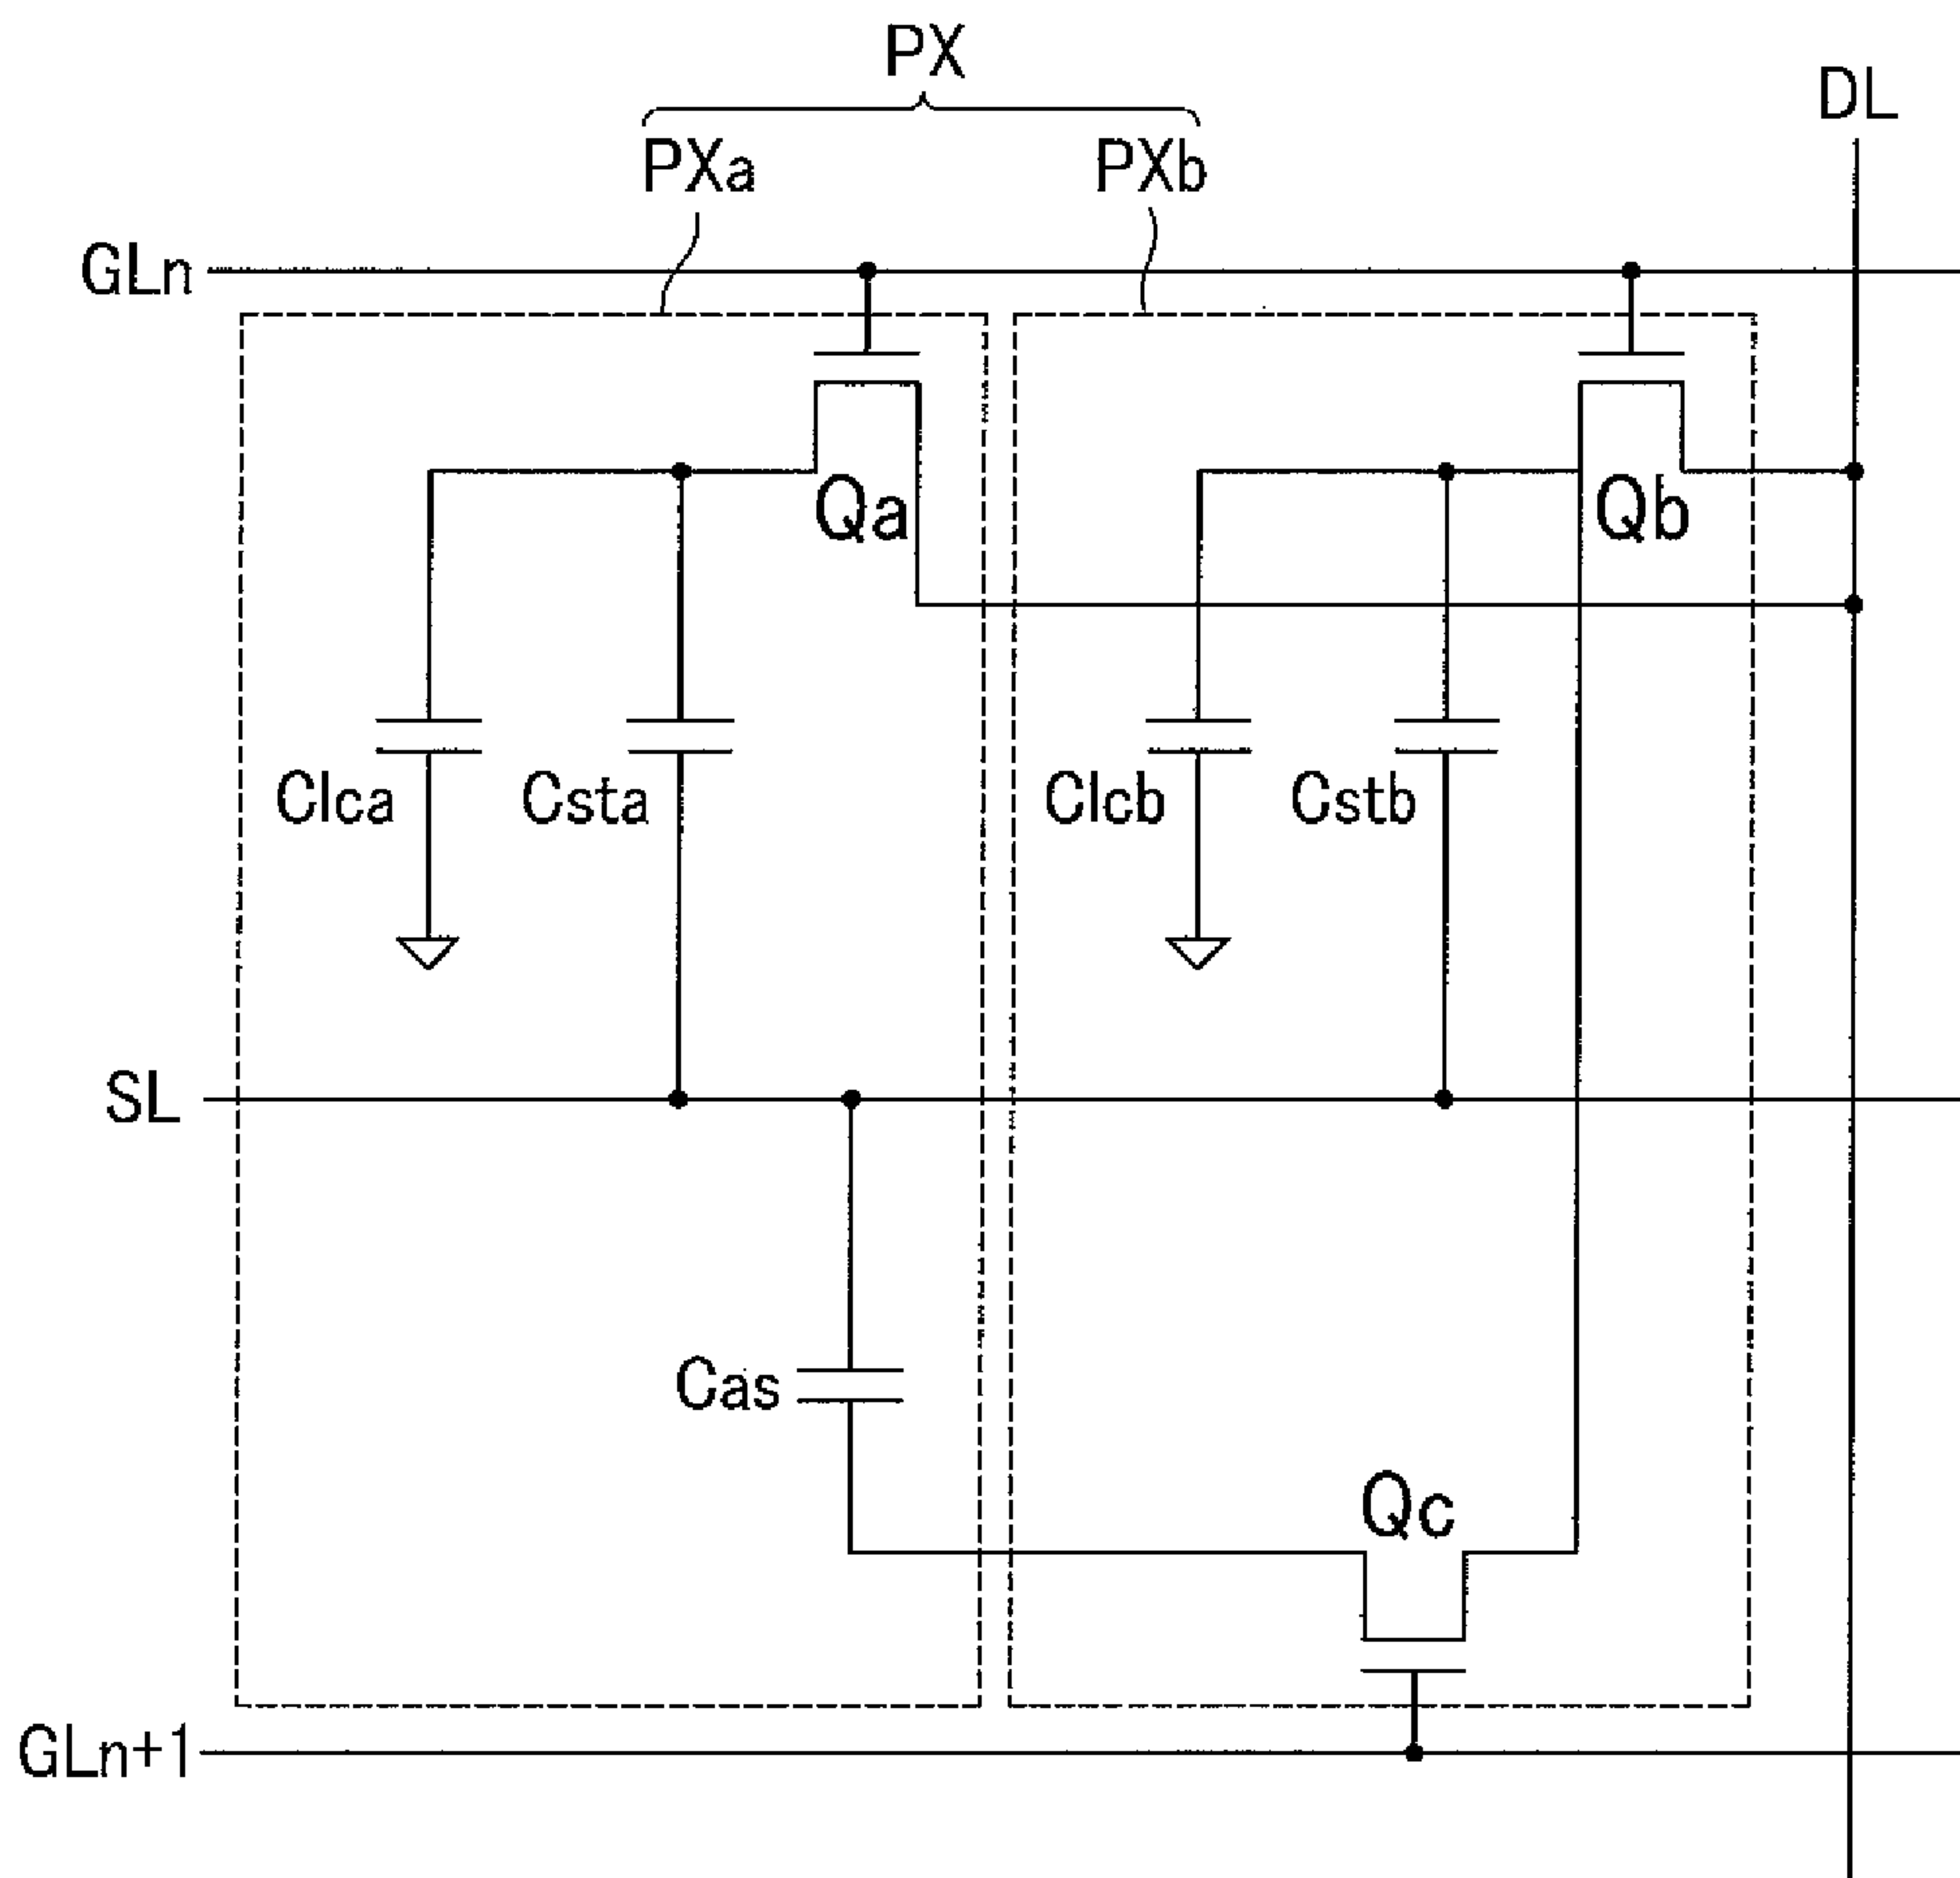 PX
DL
PXa
PXb
GLn
Qa
Qb
Clca
Csta
Clcb
Cstb
SL
Cas
Qc
GLn+1